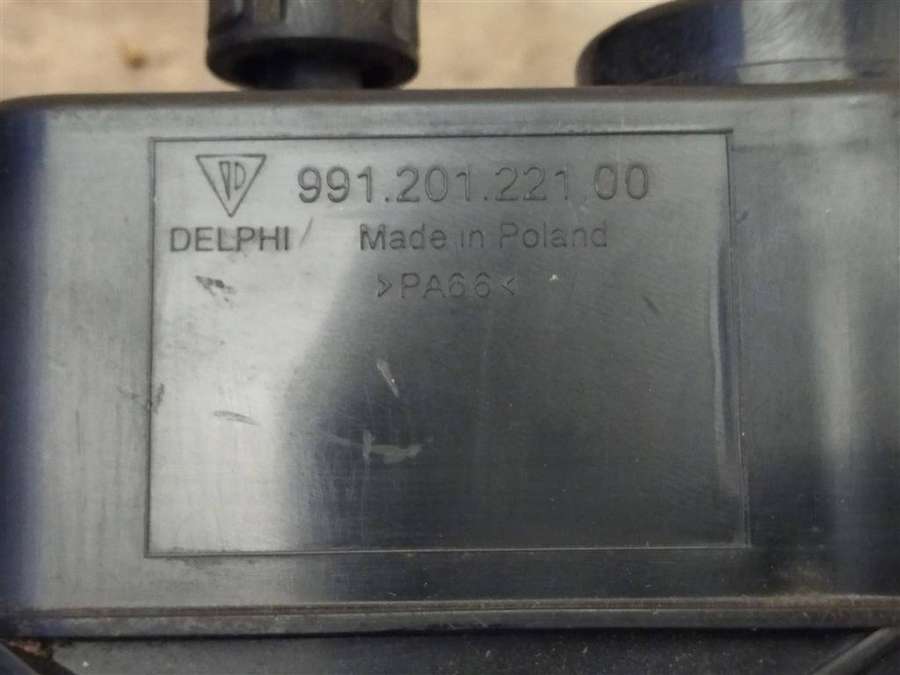 991.201.221.00
DELPHI / Made in Poland
>PA66<